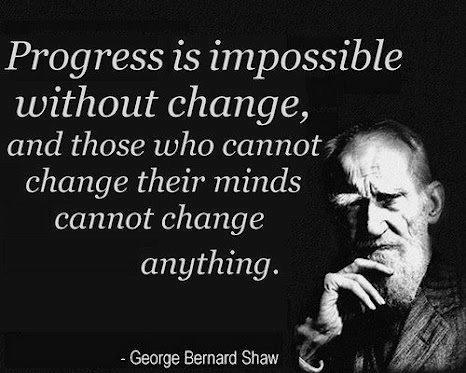 Progress is impossible
without change,
and those who cannot
change their minds
cannot change
anything.
- George Bernard Shaw